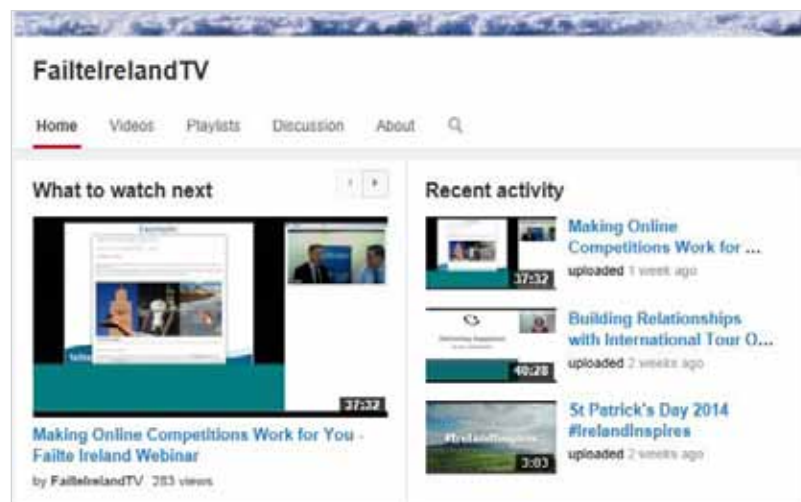 FailteIrelandTV
Home Videos Playlists Discussion About
What to watch next
Example
37:32
Making Online Competitions Work for You -
Failte Ireland Webinar
by FailteIrelandTV 283 views
Recent activity
37:32
Making Online
Competitions Work for ...
uploaded 1 week ago
40:28
Building Relationships
with International Tour O...
uploaded 2 weeks ago
#IrelandInspires
3:03
St Patrick's Day 2014
#IrelandInspires
uploaded 2 weeks ago